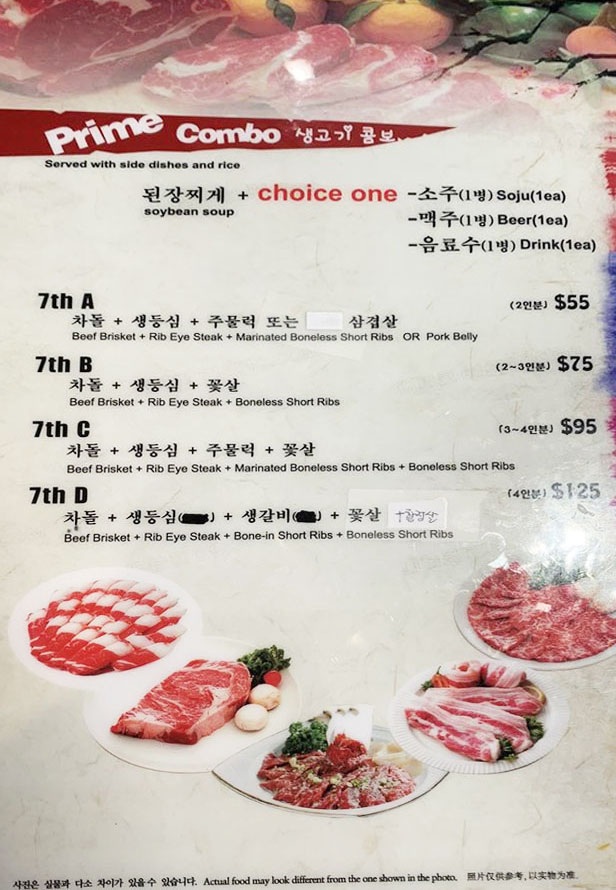 Prime Combo 생고기 콤보
Served with side dishes and rice
된장찌게 + choice one -소주(1병) Soju(1ea)
soybean soup
-맥주(1병) Beer(1ea)
-음료수(1병) Drink(1ea)
7th A (2인분) $55
차돌 + 생등심 + 주물럭 또는 삼겹살
Beef Brisket + Rib Eye Steak + Marinated Boneless Short Ribs OR Pork Belly
7th B (2~3인분) $75
차돌 + 생등심 + 꽃살
Beef Brisket + Rib Eye Steak + Boneless Short Ribs
7th C (3~4인분) $95
차돌 + 생등심 + 주물럭 + 꽃살
Beef Brisket + Rib Eye Steak + Marinated Boneless Short Ribs + Boneless Short Ribs
7th D (4인분) $125
차돌 + 생등심( ) + 생갈비( ) + 꽃살
Beef Brisket + Rib Eye Steak + Bone-in Short Ribs + Boneless Short Ribs
사진은 실물과 다소 차이가 있을수 있습니다. Actual food may look different from the one shown in the photo. 照片仅供参考, 以实物为准.